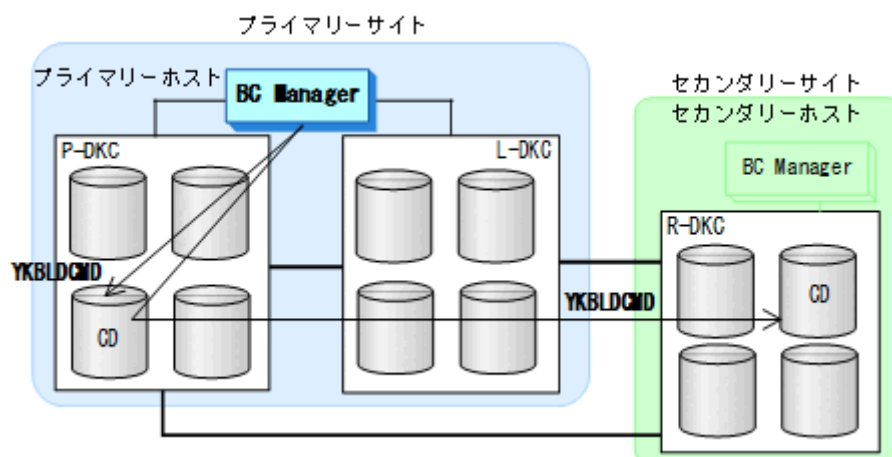 プライマリーサイト
プライマリーホスト
BC Manager
セカンダリーサイト
セカンダリーホスト
P-DKC
L-DKC
BC Manager
R-DKC
YKBLDCMD
CD
YKBLDCMD
CD